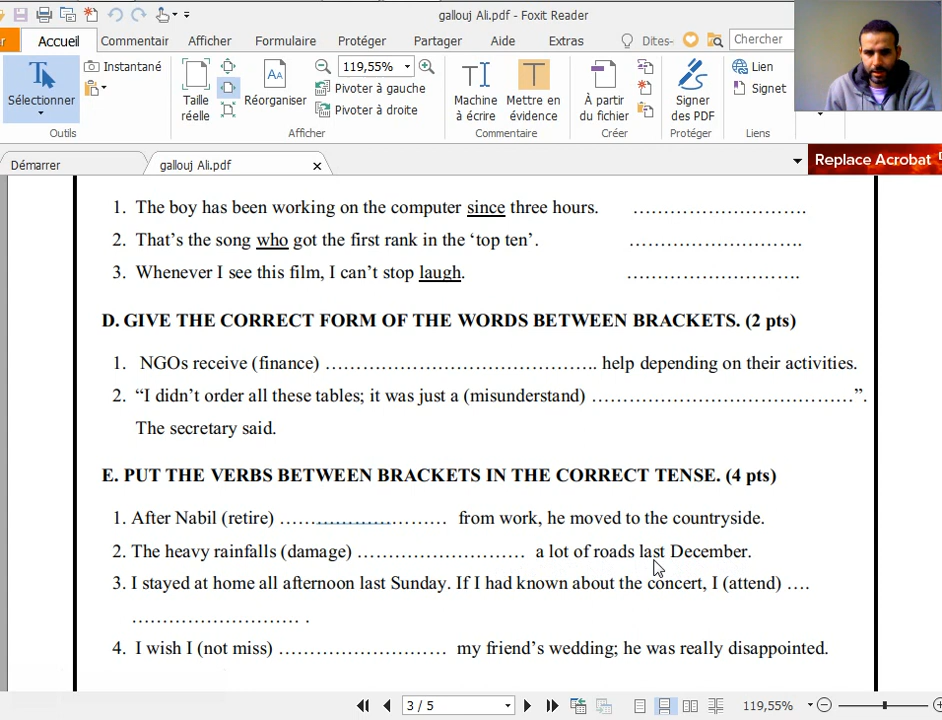 gallouj Ali.pdf - Foxit Reader
Accueil Commentair Afficher Formulaire Protéger Partager Aide Extras Dites- Chercher
Instantané 119,55% Lien
Sélectionner Taille réelle Réorganiser Pivoter à gauche Machine à écrire Mettre en évidence À partir du fichier Signer des PDF Signet
Pivoter à droite
Outils Afficher Commentaire Créer Protéger Liens
Démarrer gallouj Ali.pdf Replace Acrobat
1. The boy has been working on the computer since three hours. ……………………….
2. That’s the song who got the first rank in the ‘top ten’. ……………………….
3. Whenever I see this film, I can’t stop laugh. ……………………….
D. GIVE THE CORRECT FORM OF THE WORDS BETWEEN BRACKETS. (2 pts)
1. NGOs receive (finance) …………………………………….. help depending on their activities.
2. “I didn’t order all these tables; it was just a (misunderstand) ……………………………………”.
The secretary said.
E. PUT THE VERBS BETWEEN BRACKETS IN THE CORRECT TENSE. (4 pts)
1. After Nabil (retire) ……………………… from work, he moved to the countryside.
2. The heavy rainfalls (damage) ……………………… a lot of roads last December.
3. I stayed at home all afternoon last Sunday. If I had known about the concert, I (attend) ….
……………………… .
4. I wish I (not miss) ……………………… my friend’s wedding; he was really disappointed.
3 / 5 119,55%